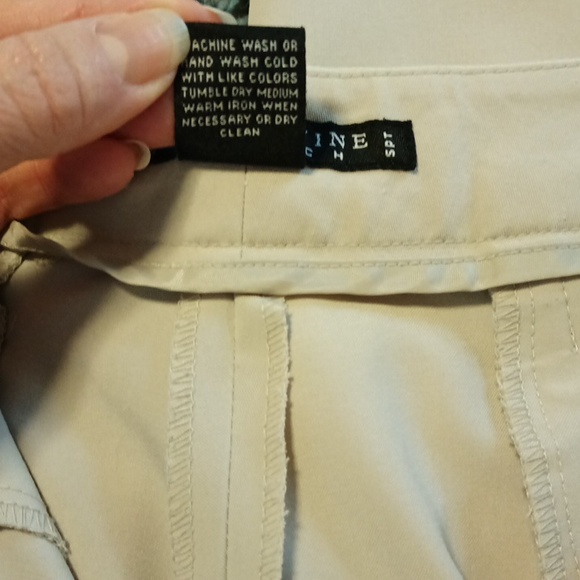 MACHINE WASH OR
HAND WASH COLD
WITH LIKE COLORS
TUMBLE DRY MEDIUM
WARM IRON WHEN
NECESSARY OR DRY
CLEAN
INE
C H
SPT